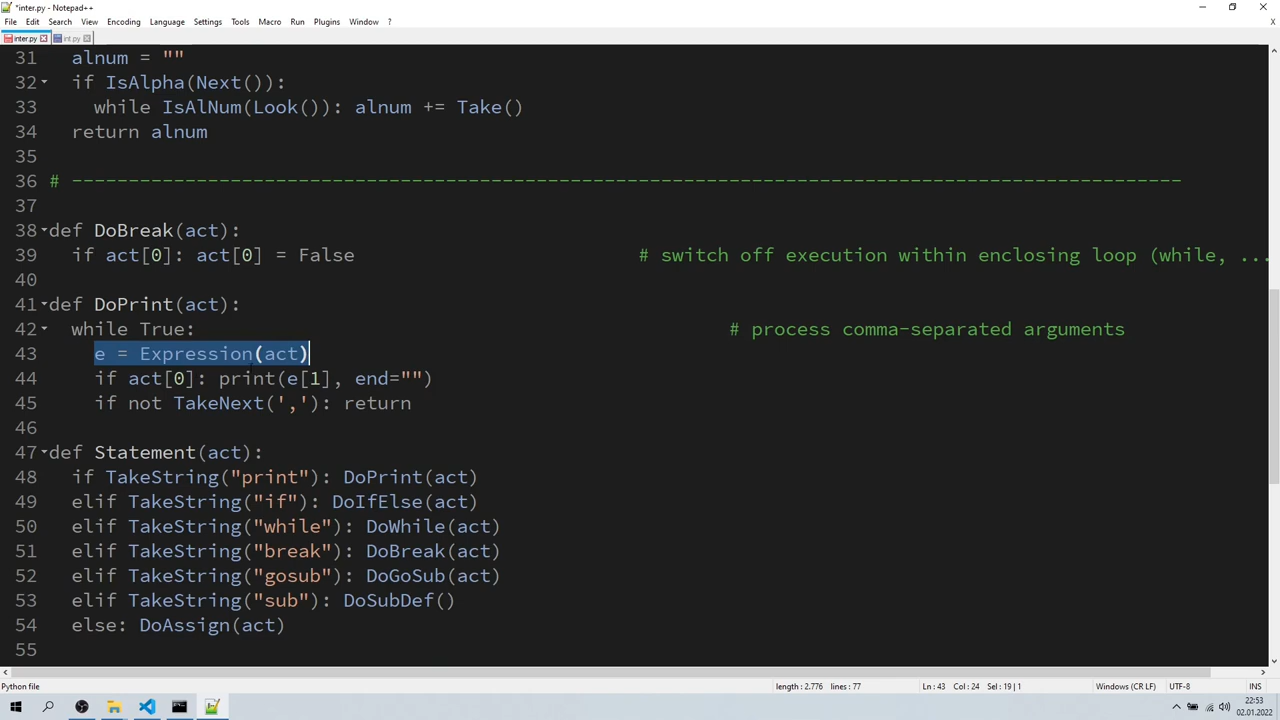 *inter.py - Notepad++
File Edit Search View Encoding Language Settings Tools Macro Run Plugins Window ?
inter.py int.py
31 alnum = ""
32 if IsAlpha(Next()):
33 while IsAlNum(Look()): alnum += Take()
34 return alnum
35
36 # --------------------------------------------------------------------------------------------------
37
38 def DoBreak(act):
39 if act[0]: act[0] = False # switch off execution within enclosing loop (while, ...
40
41 def DoPrint(act):
42 while True: # process comma-separated arguments
43 e = Expression(act)
44 if act[0]: print(e[1], end="")
45 if not TakeNext(','): return
46
47 def Statement(act):
48 if TakeString("print"): DoPrint(act)
49 elif TakeString("if"): DoIfElse(act)
50 elif TakeString("while"): DoWhile(act)
51 elif TakeString("break"): DoBreak(act)
52 elif TakeString("gosub"): DoGoSub(act)
53 elif TakeString("sub"): DoSubDef()
54 else: DoAssign(act)
55
Python file length : 2.776 lines : 77 Ln : 43 Col : 24 Sel : 19 | 1 Windows (CR LF) UTF-8 INS
22:53
02.01.2022